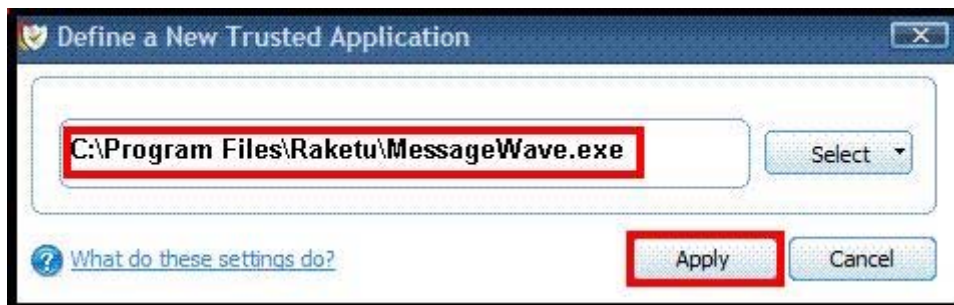 Define a New Trusted Application
C:\Program Files\Raketu\MessageWave.exe
Select
What do these settings do?
Apply
Cancel